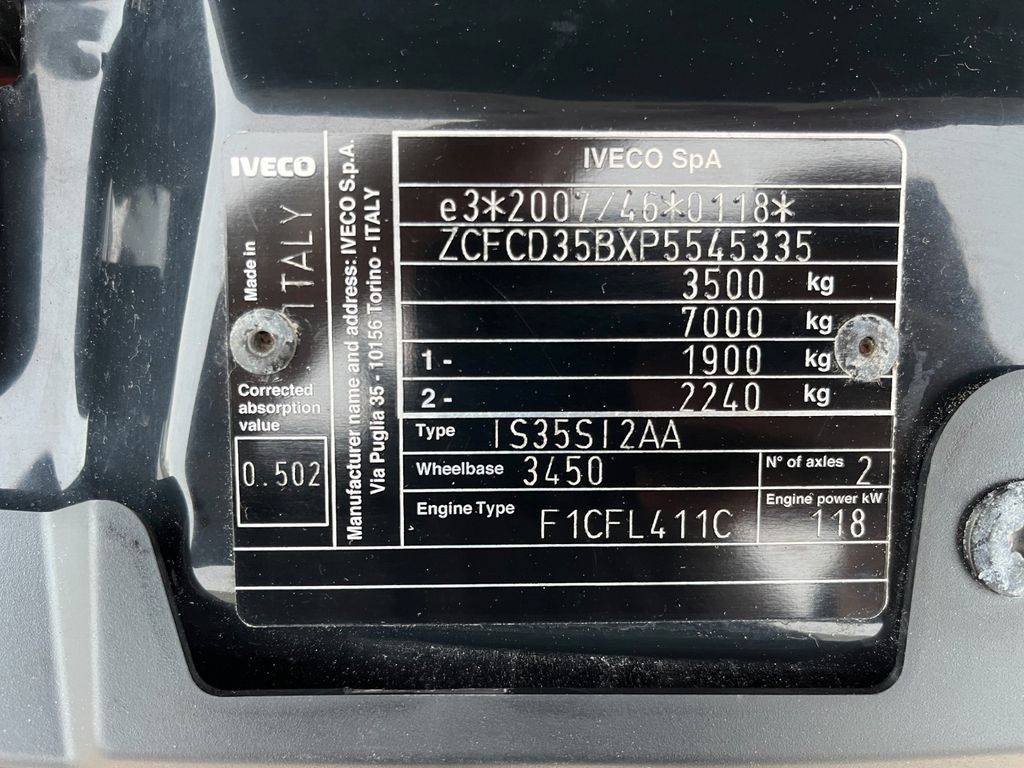 IVECO
Made in
ITALY
Corrected
absorption
value
0.502
Manufacturer name and address: IVECO S.p.A.
Via Puglia 35 - 10156 Torino - ITALY
IVECO SpA
e3*2007/46*0118*
ZCFCD35BXP5545335
3500 kg
7000 kg
1 - 1900 kg
2 - 2240 kg
Type IS35SI2AA
Wheelbase 3450 N° of axles 2
Engine Type F1CFL411C Engine power kW 118